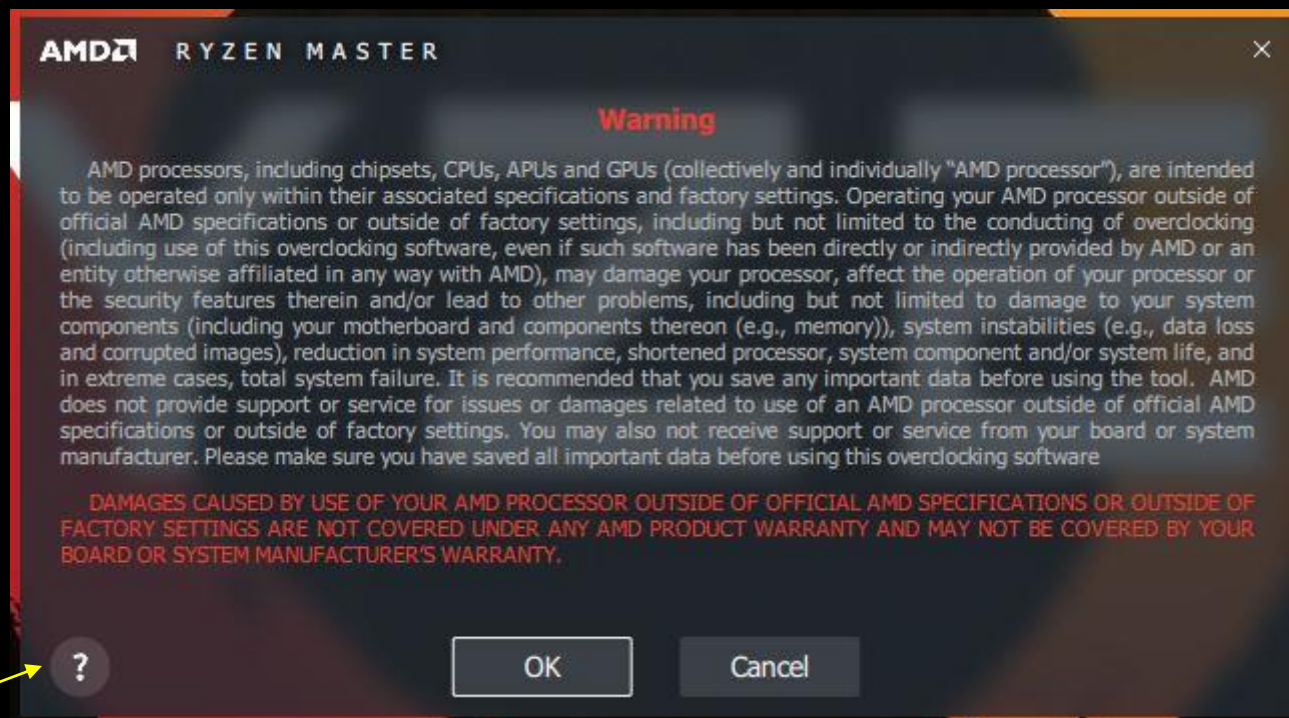 AMD RYZEN MASTER ×
Warning
AMD processors, including chipsets, CPUs, APUs and GPUs (collectively and individually “AMD processor”), are intended
to be operated only within their associated specifications and factory settings. Operating your AMD processor outside of
official AMD specifications or outside of factory settings, including but not limited to the conducting of overclocking
(including use of this overclocking software, even if such software has been directly or indirectly provided by AMD or an
entity otherwise affiliated in any way with AMD), may damage your processor, affect the operation of your processor or
the security features therein and/or lead to other problems, including but not limited to damage to your system
components (including your motherboard and components thereon (e.g., memory)), system instabilities (e.g., data loss
and corrupted images), reduction in system performance, shortened processor, system component and/or system life, and
in extreme cases, total system failure. It is recommended that you save any important data before using the tool. AMD
does not provide support or service for issues or damages related to use of an AMD processor outside of official AMD
specifications or outside of factory settings. You may also not receive support or service from your board or system
manufacturer. Please make sure you have saved all important data before using this overclocking software
DAMAGES CAUSED BY USE OF YOUR AMD PROCESSOR OUTSIDE OF OFFICIAL AMD SPECIFICATIONS OR OUTSIDE OF
FACTORY SETTINGS ARE NOT COVERED UNDER ANY AMD PRODUCT WARRANTY AND MAY NOT BE COVERED BY YOUR
BOARD OR SYSTEM MANUFACTURER'S WARRANTY.
? OK Cancel